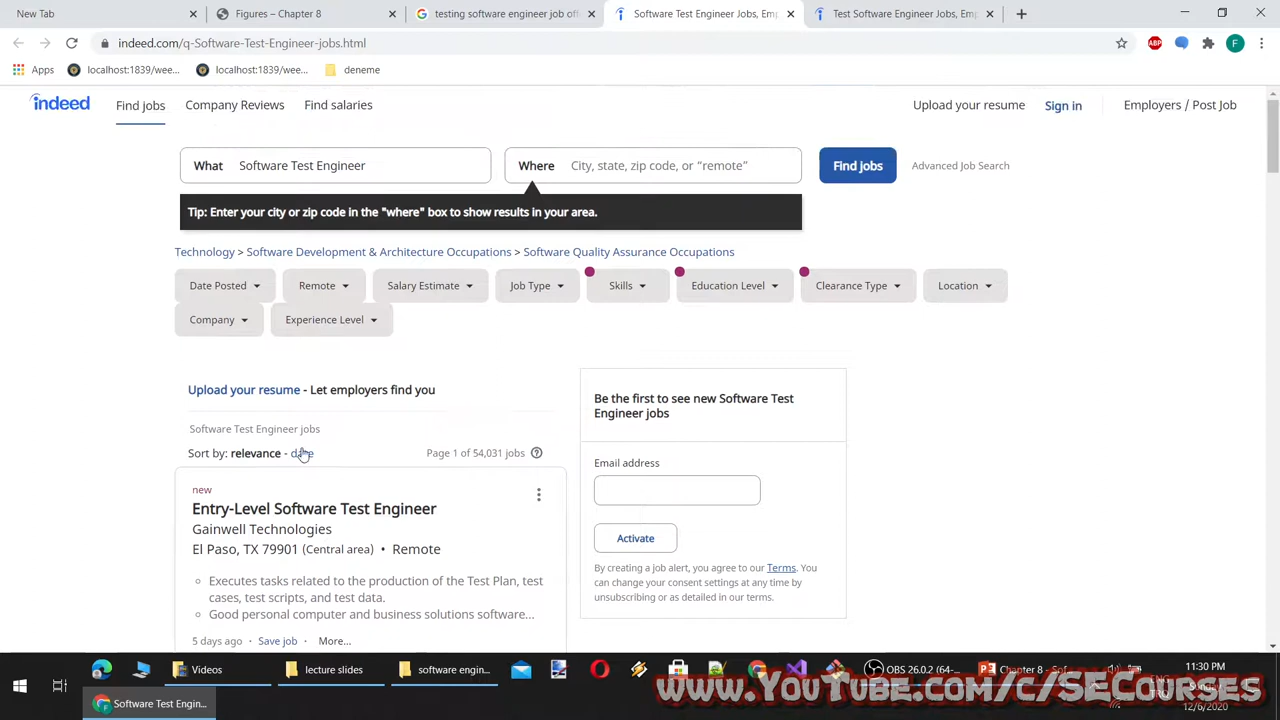 New Tab
Figures – Chapter 8
testing software engineer job off
Software Test Engineer Jobs, Emp
Test Software Engineer Jobs, Emp
indeed.com/q-Software-Test-Engineer-jobs.html
ABP
F
Apps
localhost:1839/wee...
localhost:1839/wee...
deneme
indeed
Find jobs
Company Reviews
Find salaries
Upload your resume
Sign in
Employers / Post Job
What
Software Test Engineer
Where
City, state, zip code, or "remote"
Find jobs
Advanced Job Search
Tip: Enter your city or zip code in the "where" box to show results in your area.
Technology > Software Development & Architecture Occupations > Software Quality Assurance Occupations
Date Posted
Remote
Salary Estimate
Job Type
Skills
Education Level
Clearance Type
Location
Company
Experience Level
Upload your resume - Let employers find you
Software Test Engineer jobs
Sort by: relevance - date
Page 1 of 54,031 jobs
new
Entry-Level Software Test Engineer
Gainwell Technologies
El Paso, TX 79901 (Central area) • Remote
Executes tasks related to the production of the Test Plan, test
cases, test scripts, and test data.
Good personal computer and business solutions software...
5 days ago
Save job
More...
Be the first to see new Software Test
Engineer jobs
Email address
Activate
By creating a job alert, you agree to our Terms. You
can change your consent settings at any time by
unsubscribing or as detailed in our terms.
Videos
lecture slides
software engin...
OBS 26.0.2 (64-...
Chapter 8 - Sof...
11:30 PM
ENG
TRQ
Sunday
12/6/2020
Software Test Engin...
www.YouTube.com/c/SECourses